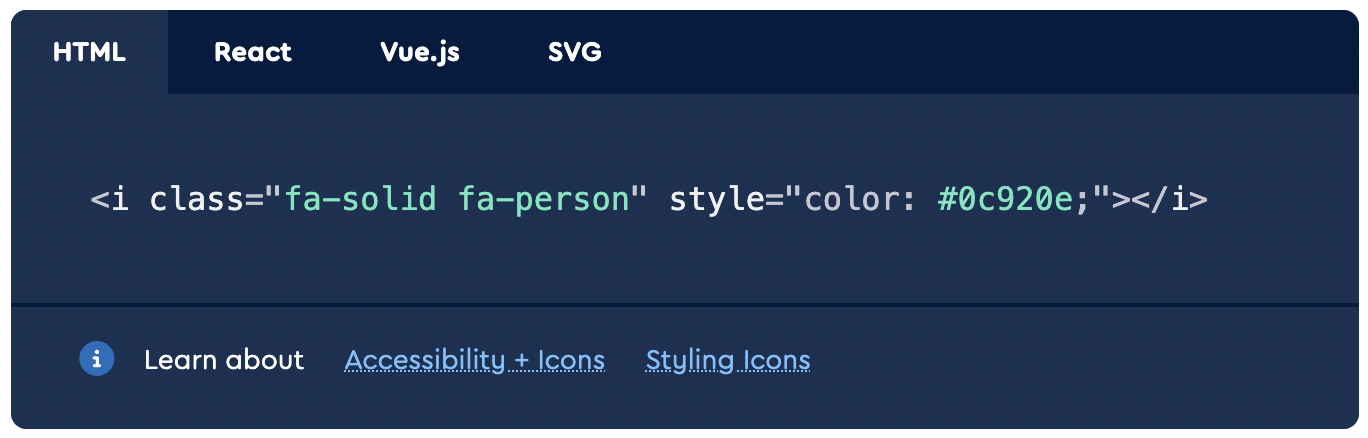 HTML React Vue.js SVG
<i class="fa-solid fa-person" style="color: #0c920e;"></i>
i Learn about Accessibility + Icons Styling Icons